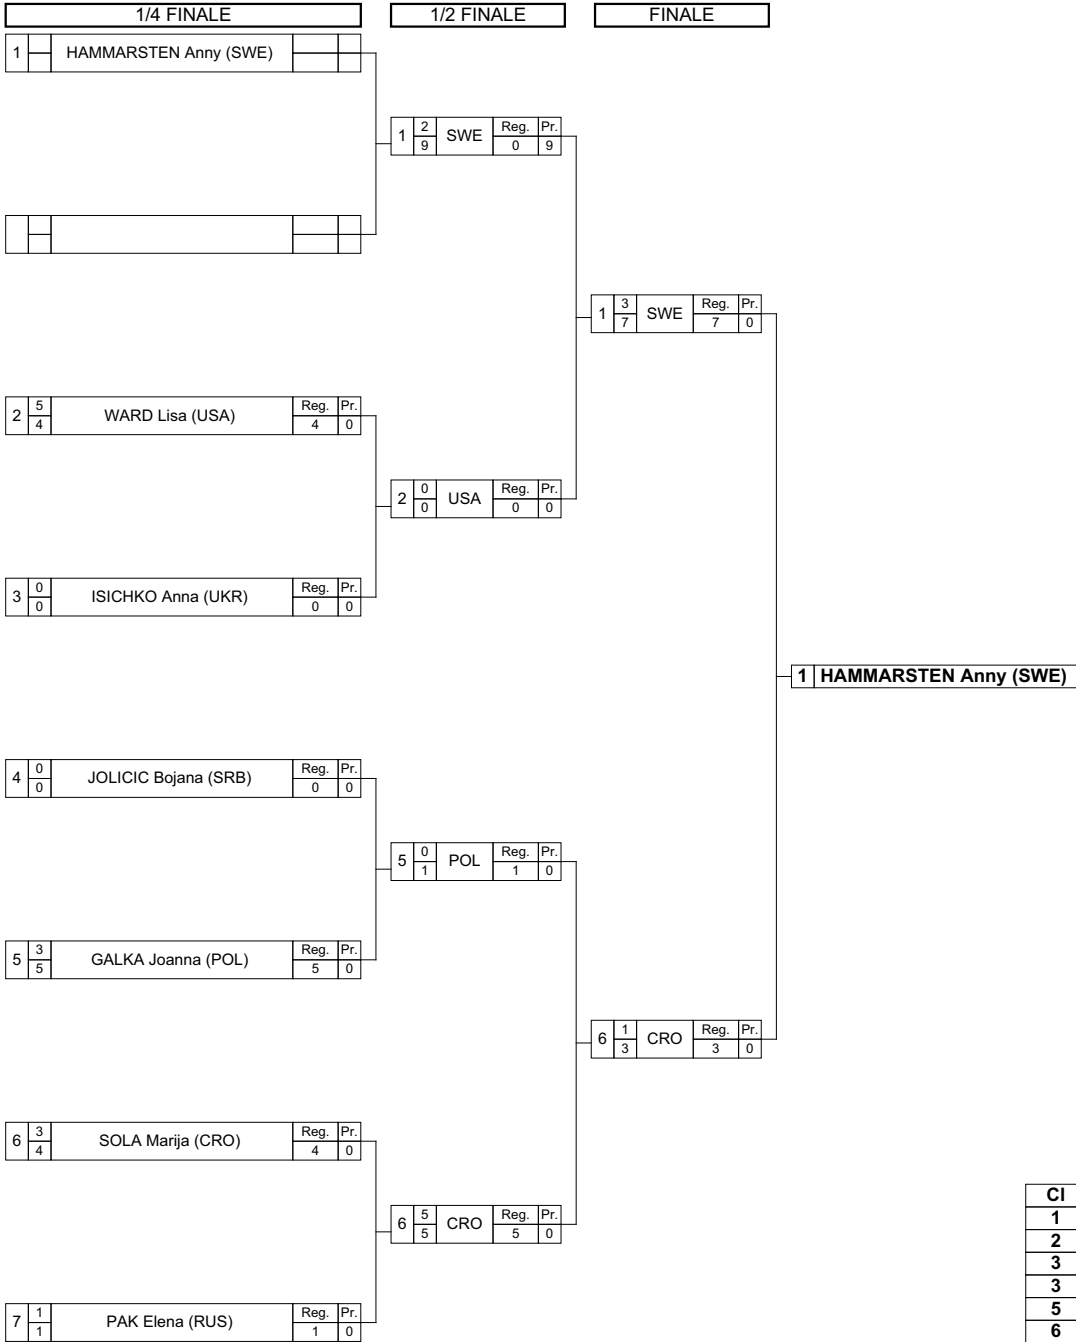 1/4 FINALE 1/2 FINALE FINALE
1 HAMMARSTEN Anny (SWE)
1 2 9 SWE Reg. Pr. 0 9
1 3 7 SWE Reg. Pr. 7 0
2 5 4 WARD Lisa (USA) Reg. Pr. 4 0
2 0 0 USA Reg. Pr. 0 0
3 0 0 ISICHKO Anna (UKR) Reg. Pr. 0 0
1 HAMMARSTEN Anny (SWE)
4 0 0 JOLICIC Bojana (SRB) Reg. Pr. 0 0
5 0 1 POL Reg. Pr. 1 0
5 3 5 GALKA Joanna (POL) Reg. Pr. 5 0
6 1 3 CRO Reg. Pr. 3 0
6 3 4 SOLA Marija (CRO) Reg. Pr. 4 0
6 5 5 CRO Reg. Pr. 5 0
7 1 1 PAK Elena (RUS) Reg. Pr. 1 0
Cl
1
2
3
3
5
6